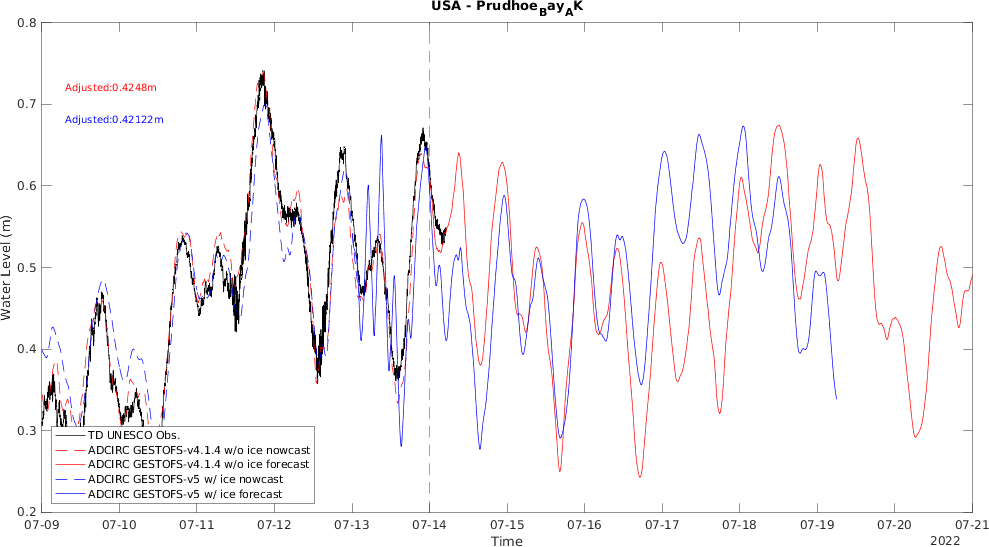 USA - PrudhoeBayAK
0.8
0.7
0.6
0.5
0.4
0.3
0.2
Water Level (m)
Adjusted:0.4248m
Adjusted:0.42122m
TD UNESCO Obs.
ADCIRC GESTOFS-v4.1.4 w/o ice nowcast
ADCIRC GESTOFS-v4.1.4 w/o ice forecast
ADCIRC GESTOFS-v5 w/ ice nowcast
ADCIRC GESTOFS-v5 w/ ice forecast
07-09 07-10 07-11 07-12 07-13 07-14 07-15 07-16 07-17 07-18 07-19 07-20 07-21
Time
2022